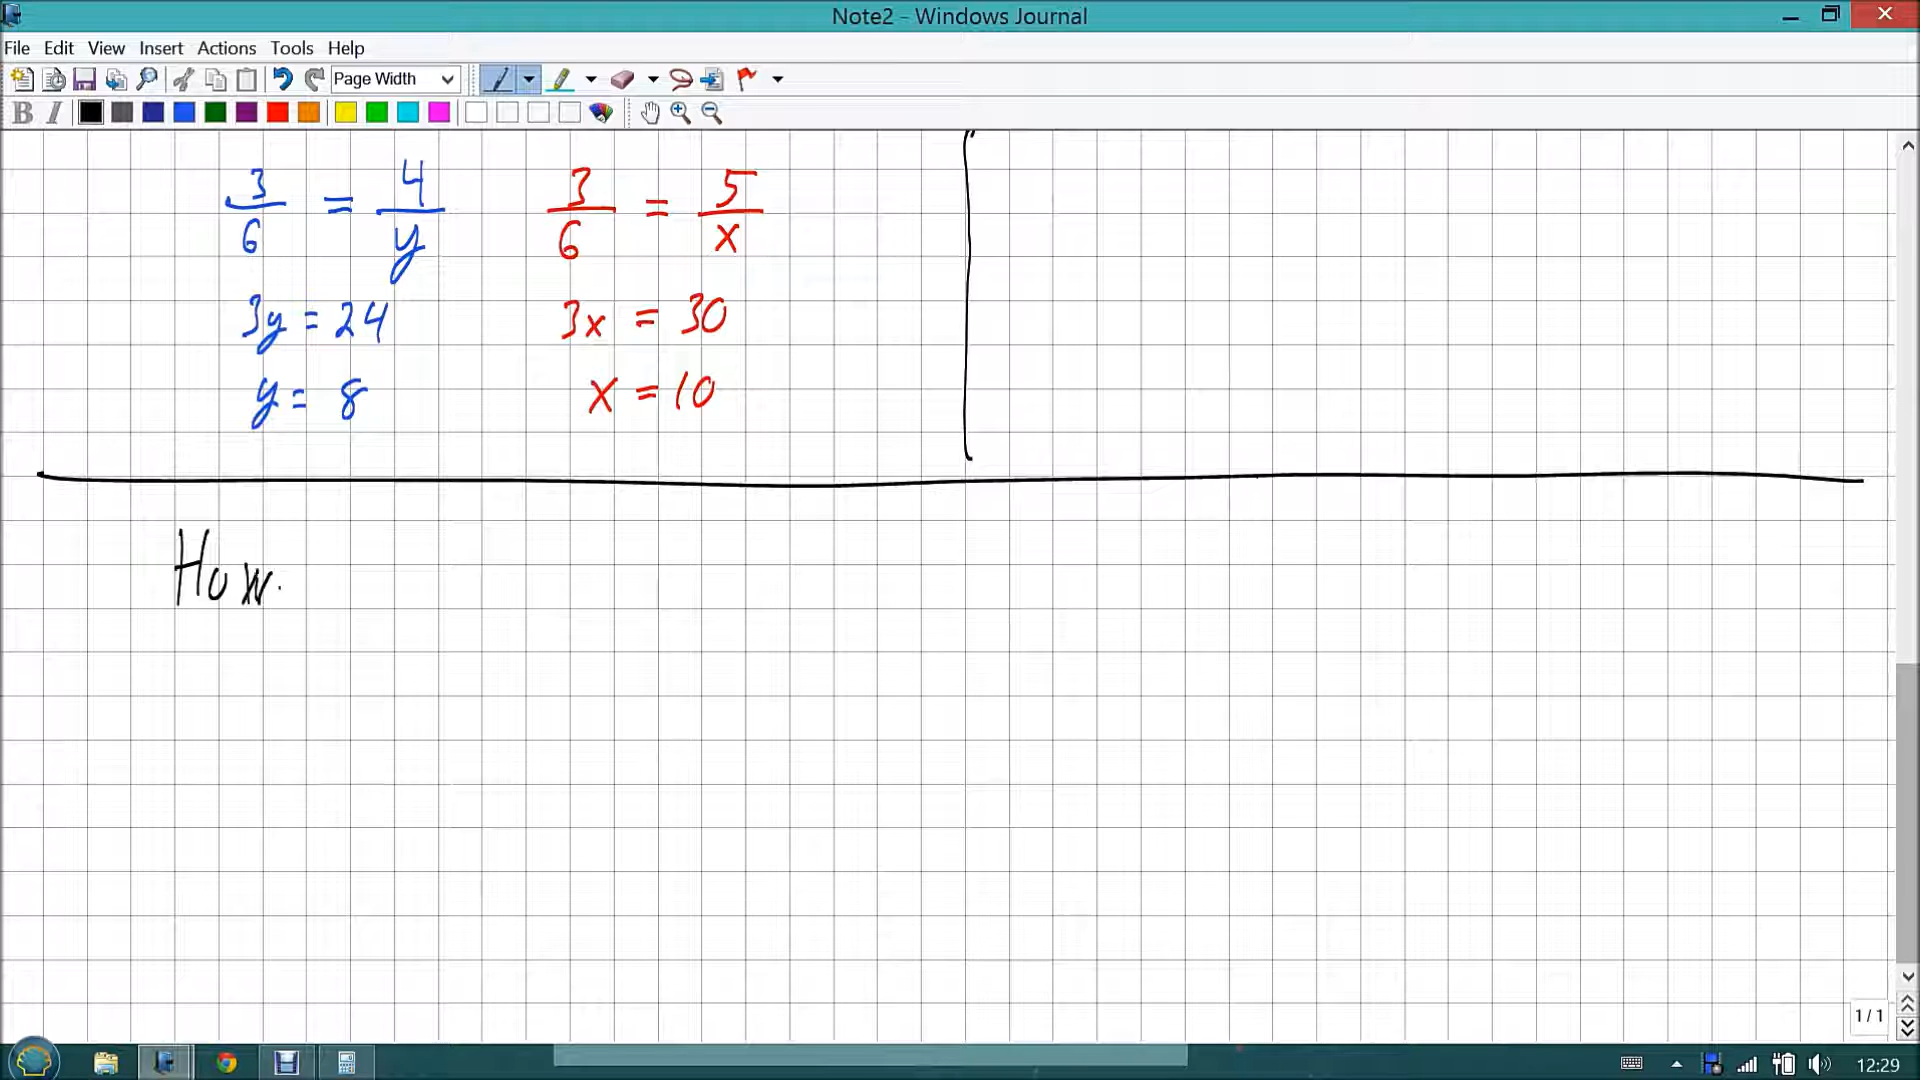 Note2 - Windows Journal
File Edit View Insert Actions Tools Help
Page Width
B I
3/6 = 4/y
3y = 24
y = 8
3/6 = 5/x
3x = 30
x = 10
How
1 / 1
12:29